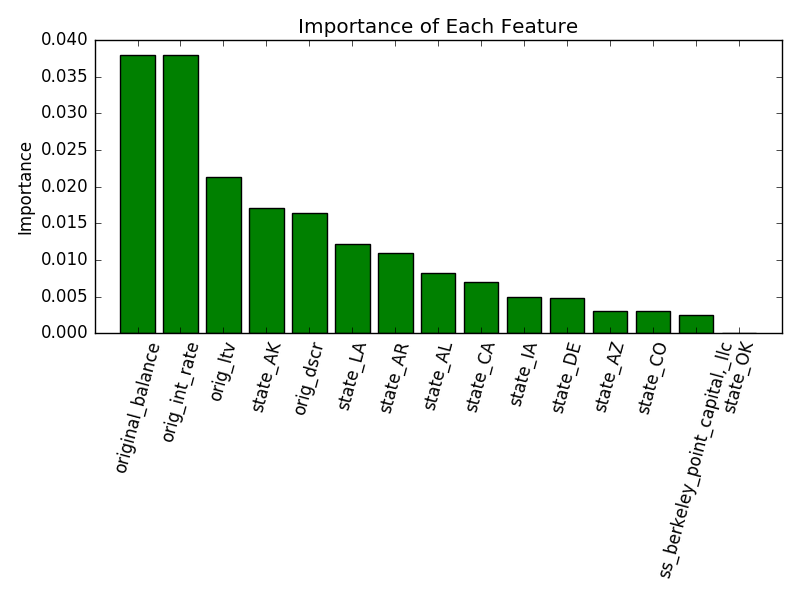 Importance of Each Feature
Importance
0.040
0.035
0.030
0.025
0.020
0.015
0.010
0.005
0.000
original_balance
orig_int_rate
orig_ltv
state_AK
orig_dscr
state_LA
state_AR
state_AL
state_CA
state_IA
state_DE
state_AZ
state_CO
ss_berkeley_point_capital,_llc
state_OK